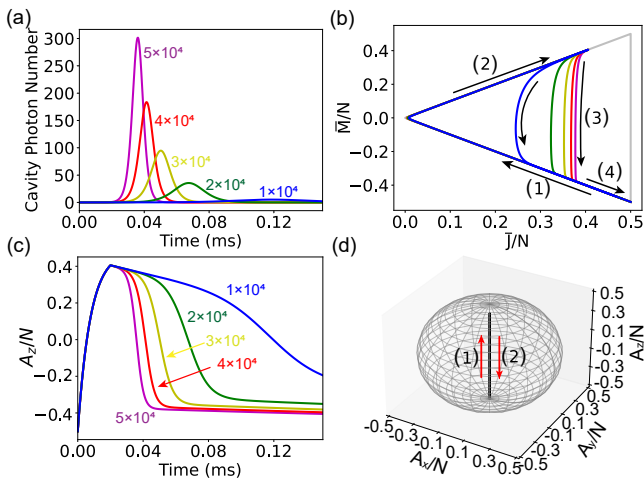 (a)
Cavity Photon Number
300
250
200
150
100
50
0
5×10⁴
4×10⁴
3×10⁴
2×10⁴
1×10⁴
0.00 0.04 0.08 0.12
Time (ms)
(b)
M̅/N
0.4
0.2
0.0
−0.2
−0.4
(2)
(3)
(4)
(1)
0.0 0.1 0.2 0.3 0.4 0.5
J̅/N
(c)
A_z/N
0.4
0.2
0.0
−0.2
−0.4
1×10⁴
2×10⁴
3×10⁴
4×10⁴
5×10⁴
0.00 0.04 0.08 0.12
Time (ms)
(d)
(1) (2)
0.5
0.3
0.1
-0.1
-0.3
-0.5
A_z/N
-0.5 -0.3 -0.1 0.1 0.3 0.5
A_x/N
-0.5 -0.3 -0.1 0.1 0.3 0.5
A_y/N